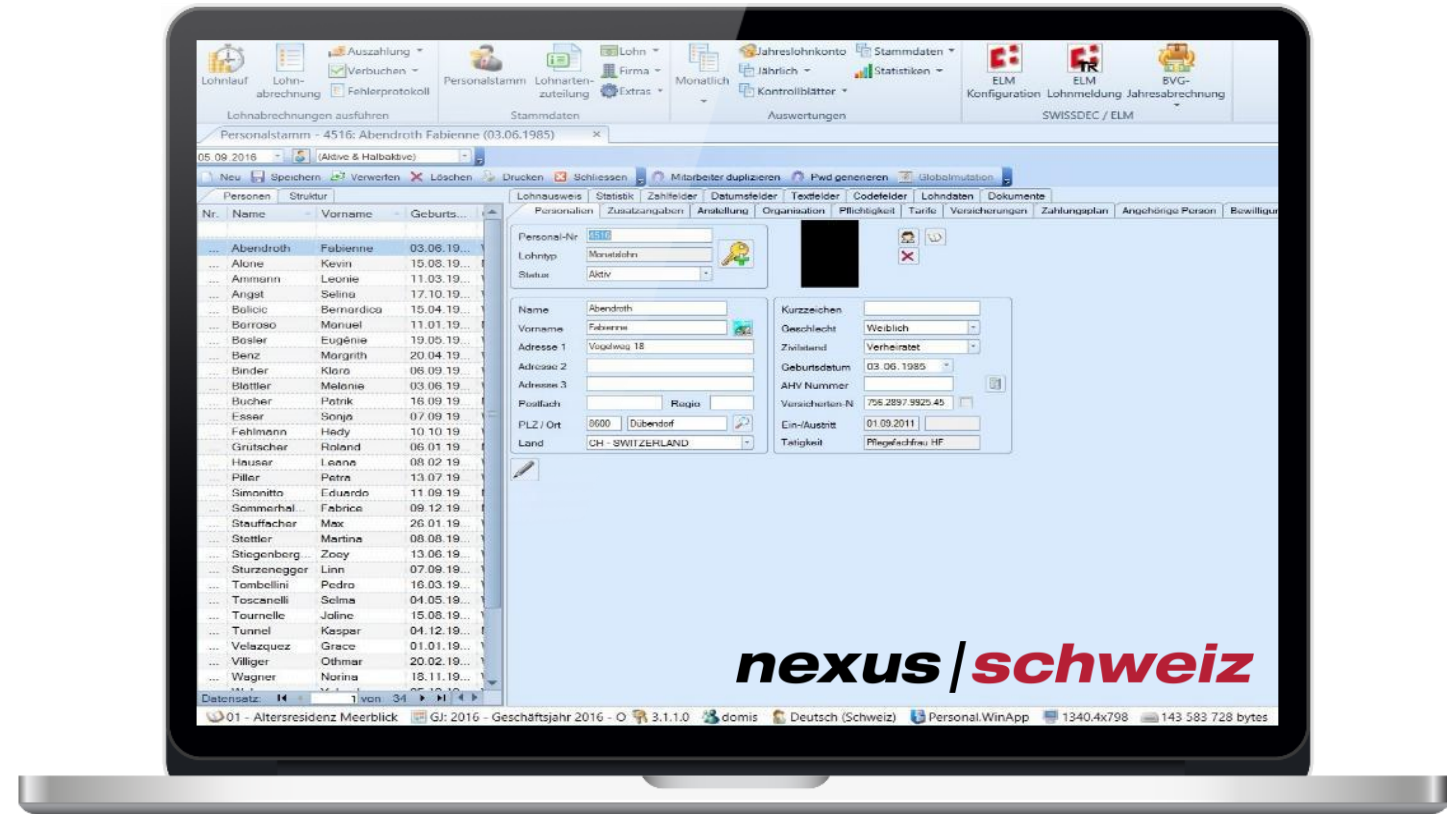 Lohnlauf Lohn-abrechnung Auszahlung Verbuchen Fehlerprotokoll Personalstamm Lohnarten-zuteilung Lohn Firma Extras Monatlich Jahreslohnkonto Jährlich Kontrollblätter Stammdaten Statistiken ELM Konfiguration ELM Lohnmeldung BVG-Jahresabrechnung
Lohnabrechnungen ausführen Stammdaten Auswertungen SWISSDEC / ELM
Personalstamm - 4516: Abendroth Fabienne (03.06.1985)
05.09.2016 (Aktive & Halbaktive)
Neu Speichern Verwerfen Löschen Drucken Schliessen Mitarbeiter duplizieren Pwd generieren Globalmutation
Personen Struktur
Lohnausweis Statistik Zahlfelder Datumsfelder Textfelder Codefelder Lohndaten Dokumente
Personalien Zusatzangaben Anstellung Organisation Pflichtigkeit Tarife Versicherungen Zahlungsplan Angehörige Person Bewilligun
Nr. Name Vorname Geburts...
... Abendroth Fabienne 03.06.19...
... Alone Kevin 15.08.19...
... Ammann Leonie 11.03.19...
... Angst Selina 17.10.19...
... Balicic Bernardica 15.04.19...
... Barroso Manuel 11.01.19...
... Basler Eugénie 19.05.19...
... Benz Margrith 20.04.19...
... Binder Klara 06.09.19...
... Blattler Melanie 03.06.19...
... Bucher Patrik 16.09.19...
... Esser Sonja 07.09.19...
... Fehlmann Hedy 10.10.19...
... Grütscher Roland 06.01.19...
... Hauser Leana 08.02.19...
... Piller Petra 13.07.19...
... Simonitto Eduardo 11.09.19...
... Sommerhal... Fabrice 09.12.19...
... Stauffacher Max 26.01.19...
... Stettler Martina 08.08.19...
... Stiegenberg... Zoey 13.06.19...
... Sturzenegger Linn 07.09.19...
... Tombellini Pedro 16.03.19...
... Toscanelli Selma 04.05.19...
... Tournelle Joline 15.08.19...
... Tunnel Kaspar 04.12.19...
... Velazquez Grace 01.01.19...
... Villiger Othmar 20.02.19...
... Wagner Norina 18.11.19...
Datensatz: 1 von 34
Personal-Nr 4516
Lohntyp Monatslohn
Status Aktiv
Name Abendroth
Vorname Fabienne
Adresse 1 Vogelweg 18
Adresse 2
Adresse 3
Postfach Regio
PLZ / Ort 8600 Dübendorf
Land CH - SWITZERLAND
Kurzzeichen
Geschlecht Weiblich
Zivilstand Verheiratet
Geburtsdatum 03.06.1985
AHV Nummer
Versicherten-N 756.2897.9925.45
Ein-/Austritt 01.09.2011
Tätigkeit Pflegefachfrau HF
nexus|schweiz
01 - Altersresidenz Meerblick GJ: 2016 - Geschäftsjahr 2016 - O 3.1.1.0 domis Deutsch (Schweiz) Personal.WinApp 1340.4x798 143 583 728 bytes